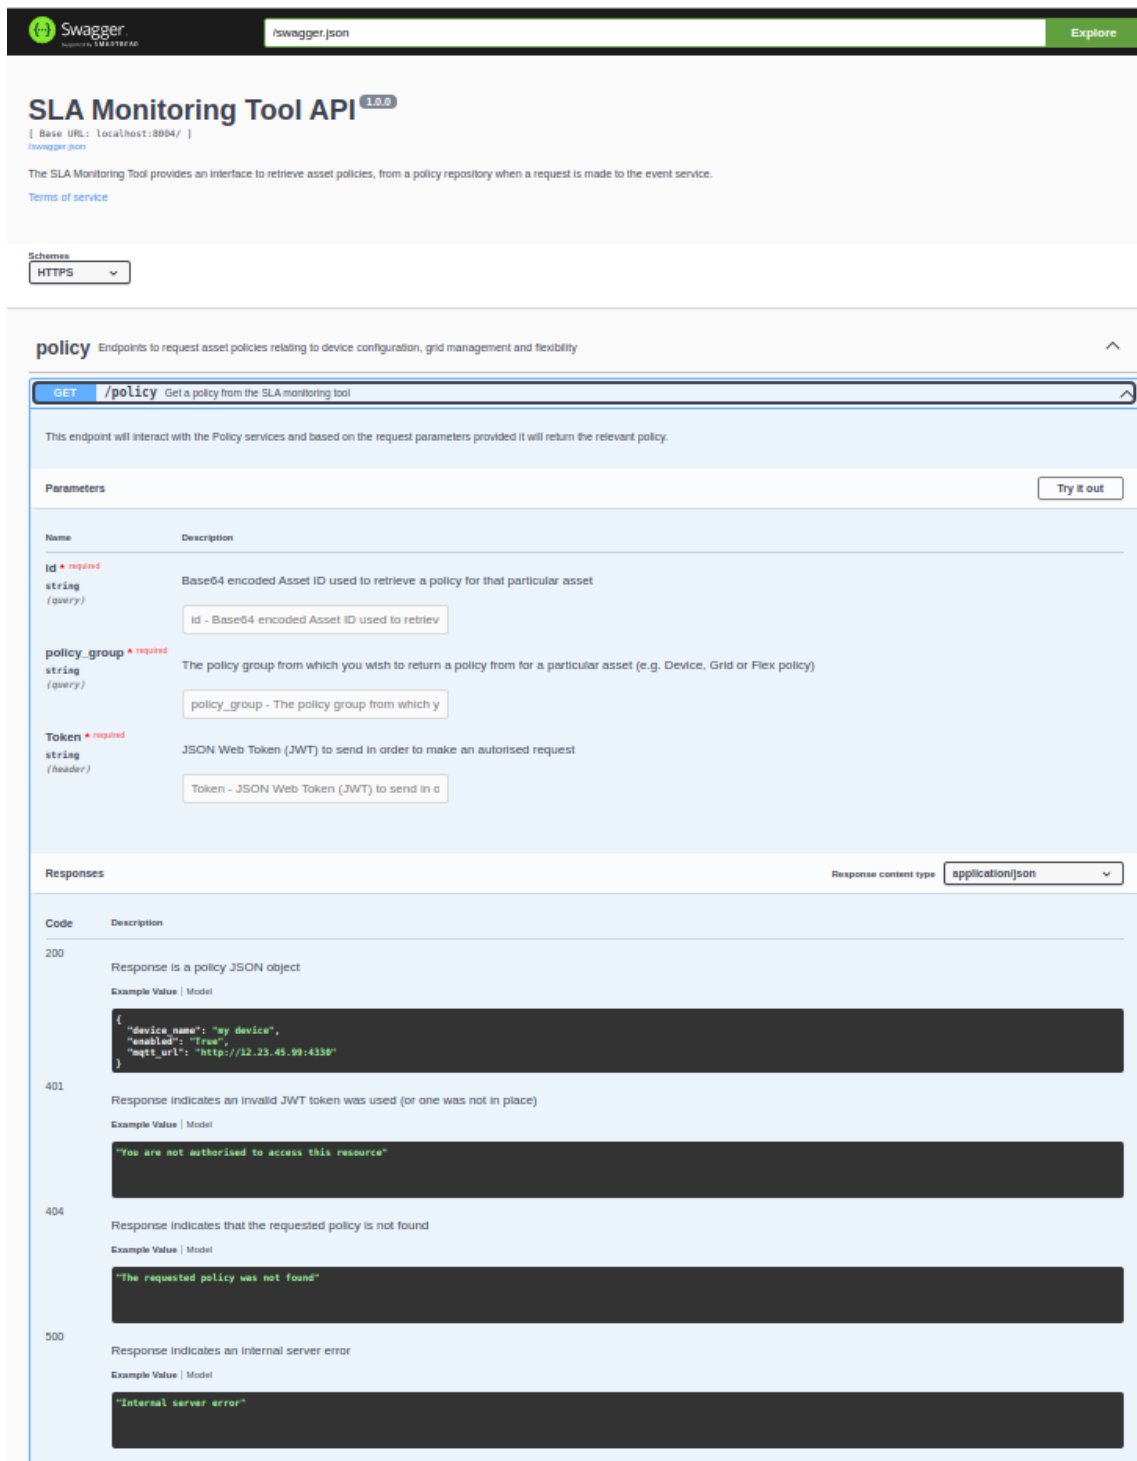 Swagger.
Supported by SMARTBEAR
/swagger.json
Explore
SLA Monitoring Tool API 1.0.0
[ Base URL: localhost:8004/ ]
/swagger.json
The SLA Monitoring Tool provides an interface to retrieve asset policies, from a policy repository when a request is made to the event service.
Terms of service
Schemes
HTTPS
policy Endpoints to request asset policies relating to device configuration, grid management and flexibility
GET /policy Get a policy from the SLA monitoring tool
This endpoint will interact with the Policy services and based on the request parameters provided it will return the relevant policy.
Parameters
Try it out
Name Description
id * required
string
(query)
Base64 encoded Asset ID used to retrieve a policy for that particular asset
id - Base64 encoded Asset ID used to retriev
policy_group * required
string
(query)
The policy group from which you wish to return a policy from for a particular asset (e.g. Device, Grid or Flex policy)
policy_group - The policy group from which y
Token * required
string
(header)
JSON Web Token (JWT) to send in order to make an autorised request
Token - JSON Web Token (JWT) to send in o
Responses
Response content type application/json
Code Description
200
Response is a policy JSON object
Example Value | Model
{
"device_name": "my device",
"enabled": "True",
"mqtt_url": "http://12.23.45.99:4330"
}
401
Response indicates an invalid JWT token was used (or one was not in place)
Example Value | Model
"You are not authorised to access this resource"
404
Response indicates that the requested policy is not found
Example Value | Model
"The requested policy was not found"
500
Response indicates an internal server error
Example Value | Model
"Internal server error"